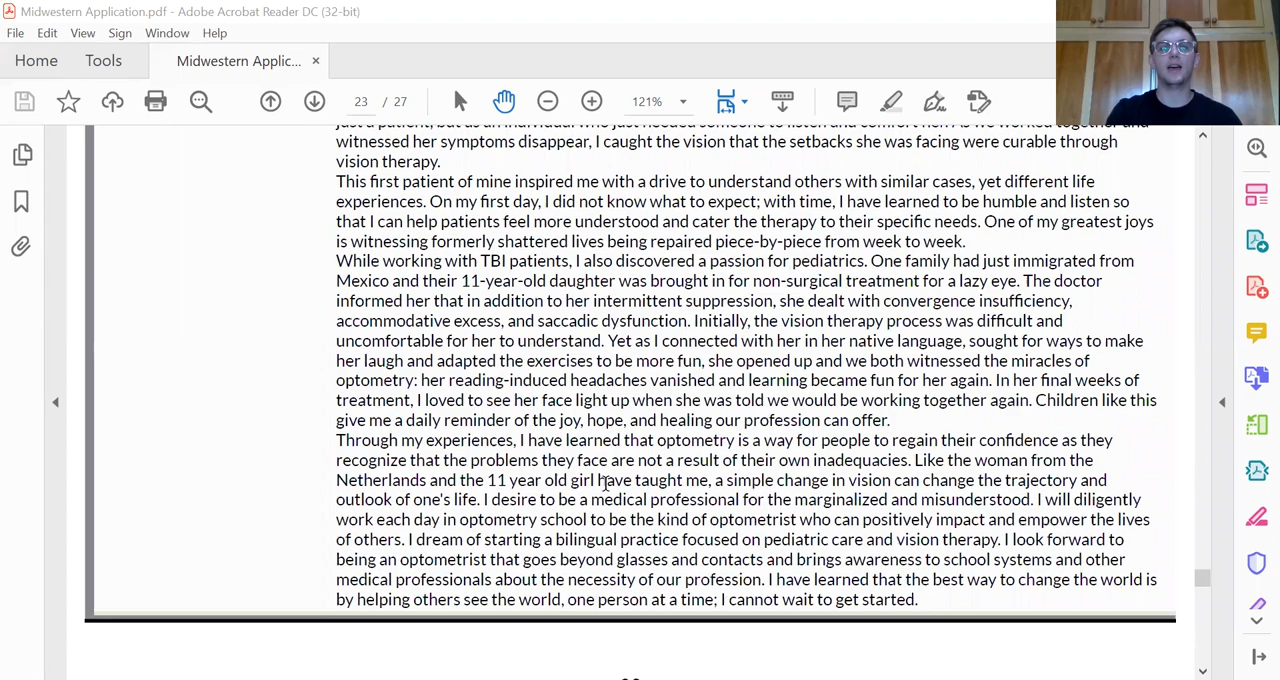 Midwestern Application.pdf - Adobe Acrobat Reader DC (32-bit)
File Edit View Sign Window Help
Home Tools Midwestern Applic... ×
23 / 27 121%
just a patient, but as an individual who just needed someone to listen and comfort her. As we worked together and
witnessed her symptoms disappear, I caught the vision that the setbacks she was facing were curable through
vision therapy.
This first patient of mine inspired me with a drive to understand others with similar cases, yet different life
experiences. On my first day, I did not know what to expect; with time, I have learned to be humble and listen so
that I can help patients feel more understood and cater the therapy to their specific needs. One of my greatest joys
is witnessing formerly shattered lives being repaired piece-by-piece from week to week.
While working with TBI patients, I also discovered a passion for pediatrics. One family had just immigrated from
Mexico and their 11-year-old daughter was brought in for non-surgical treatment for a lazy eye. The doctor
informed her that in addition to her intermittent suppression, she dealt with convergence insufficiency,
accommodative excess, and saccadic dysfunction. Initially, the vision therapy process was difficult and
uncomfortable for her to understand. Yet as I connected with her in her native language, sought for ways to make
her laugh and adapted the exercises to be more fun, she opened up and we both witnessed the miracles of
optometry: her reading-induced headaches vanished and learning became fun for her again. In her final weeks of
treatment, I loved to see her face light up when she was told we would be working together again. Children like this
give me a daily reminder of the joy, hope, and healing our profession can offer.
Through my experiences, I have learned that optometry is a way for people to regain their confidence as they
recognize that the problems they face are not a result of their own inadequacies. Like the woman from the
Netherlands and the 11 year old girl have taught me, a simple change in vision can change the trajectory and
outlook of one's life. I desire to be a medical professional for the marginalized and misunderstood. I will diligently
work each day in optometry school to be the kind of optometrist who can positively impact and empower the lives
of others. I dream of starting a bilingual practice focused on pediatric care and vision therapy. I look forward to
being an optometrist that goes beyond glasses and contacts and brings awareness to school systems and other
medical professionals about the necessity of our profession. I have learned that the best way to change the world is
by helping others see the world, one person at a time; I cannot wait to get started.